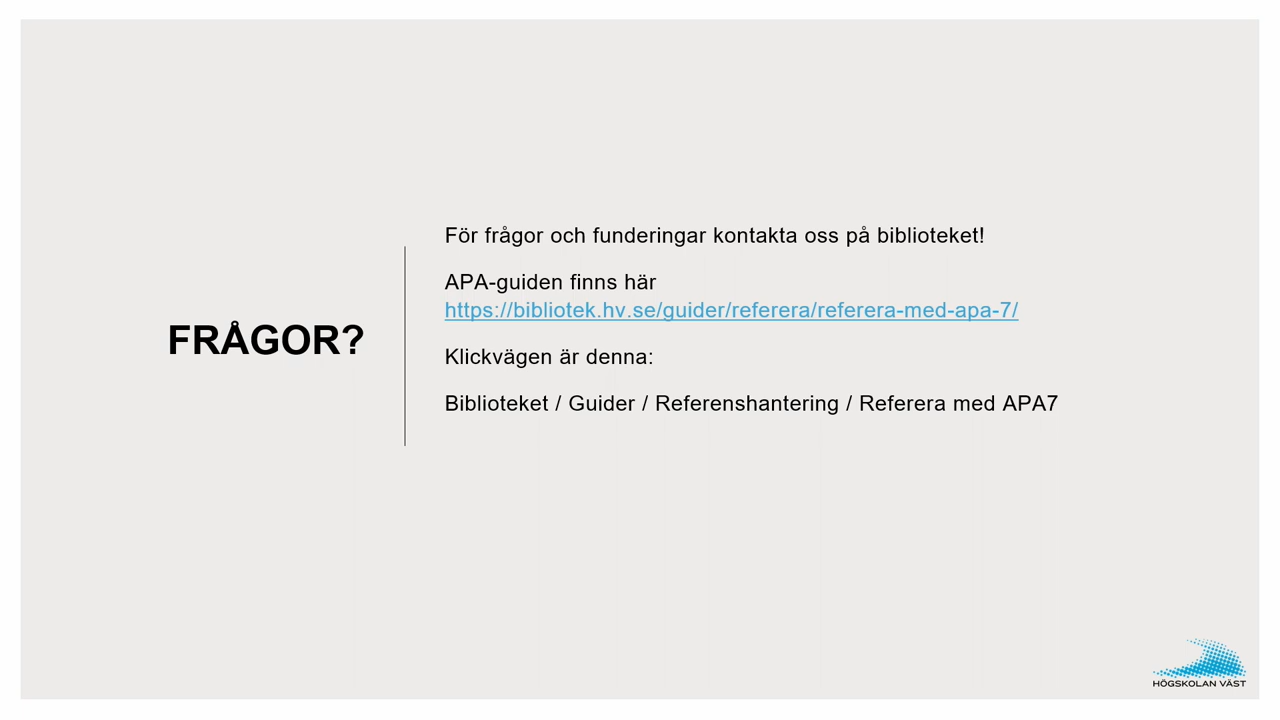 FRÅGOR?
För frågor och funderingar kontakta oss på biblioteket!
APA-guiden finns här
https://bibliotek.hv.se/guider/referera/referera-med-apa-7/
Klickvägen är denna:
Biblioteket / Guider / Referenshantering / Referera med APA7
HÖGSKOLAN VÄST